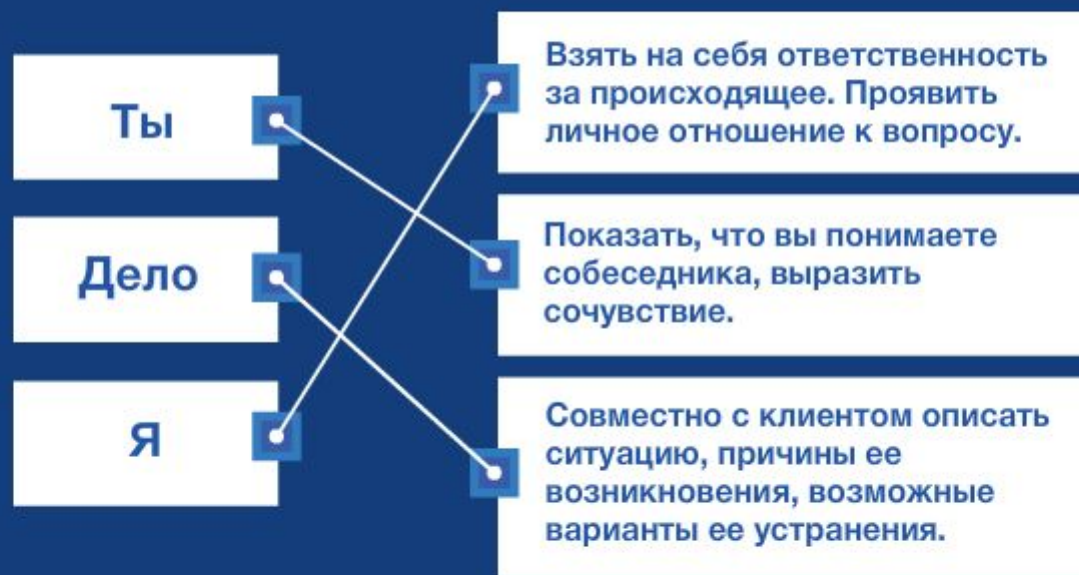 Ты
Дело
Я
Взять на себя ответственность
за происходящее. Проявить
личное отношение к вопросу.
Показать, что вы понимаете
собеседника, выразить
сочувствие.
Совместно с клиентом описать
ситуацию, причины ее
возникновения, возможные
варианты ее устранения.